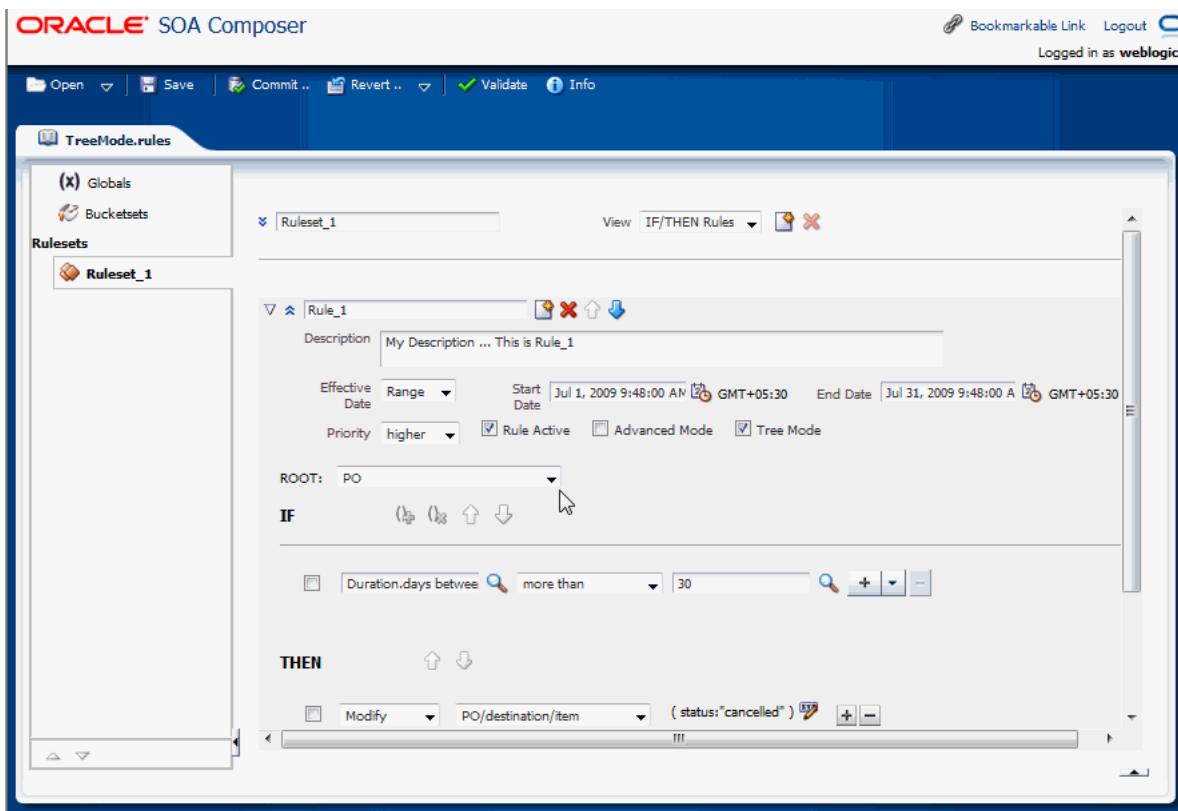 ORACLE SOA Composer
Bookmarkable Link Logout
Logged in as weblogic
Open Save Commit .. Revert .. Validate Info
TreeMode.rules
(x) Globals
Bucketsets
Rulesets
Ruleset_1
Ruleset_1 View IF/THEN Rules
Rule_1
Description My Description ... This is Rule_1
Effective Date Range Start Date Jul 1, 2009 9:48:00 AM GMT+05:30 End Date Jul 31, 2009 9:48:00 A GMT+05:30
Priority higher Rule Active Advanced Mode Tree Mode
ROOT: PO
IF
Duration.days betwee more than 30
THEN
Modify PO/destination/item ( status:"cancelled" )